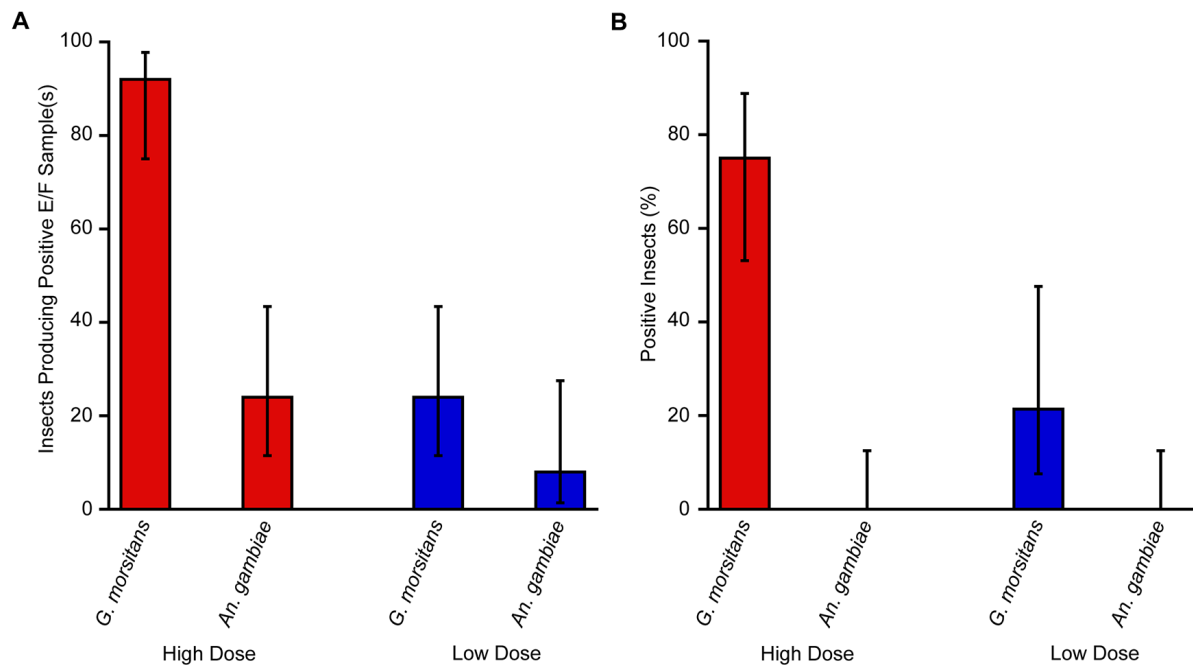 A
Insects Producing Positive E/F Sample(s)
100
80
60
40
20
0
G. morsitans
An. gambiae
G. morsitans
An. gambiae
High Dose
Low Dose
B
Positive Insects (%)
100
80
60
40
20
0
G. morsitans
An. gambiae
G. morsitans
An. gambiae
High Dose
Low Dose